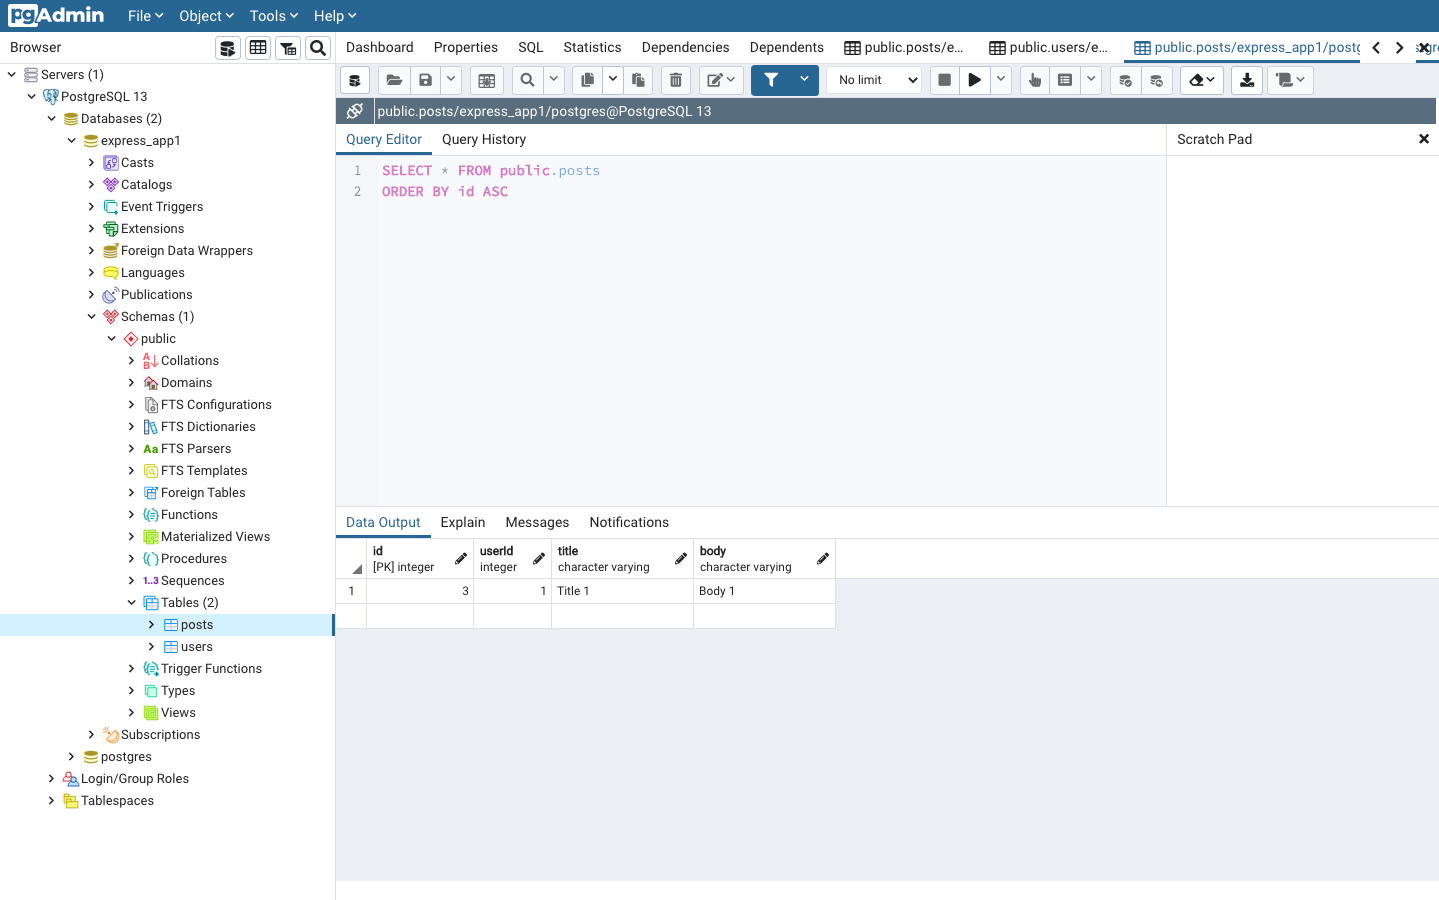 pgAdmin File Object Tools Help
Browser
Dashboard Properties SQL Statistics Dependencies Dependents public.posts/e... public.users/e... public.posts/express_app1/postg
No limit
public.posts/express_app1/postgres@PostgreSQL 13
Query Editor Query History
Scratch Pad
1 SELECT * FROM public.posts
2 ORDER BY id ASC
Servers (1)
PostgreSQL 13
Databases (2)
express_app1
Casts
Catalogs
Event Triggers
Extensions
Foreign Data Wrappers
Languages
Publications
Schemas (1)
public
Collations
Domains
FTS Configurations
FTS Dictionaries
Aa FTS Parsers
FTS Templates
Foreign Tables
Functions
Materialized Views
Procedures
1..3 Sequences
Tables (2)
posts
users
Trigger Functions
Types
Views
Subscriptions
postgres
Login/Group Roles
Tablespaces
Data Output Explain Messages Notifications
id userId title body
[PK] integer integer character varying character varying
1 3 1 Title 1 Body 1